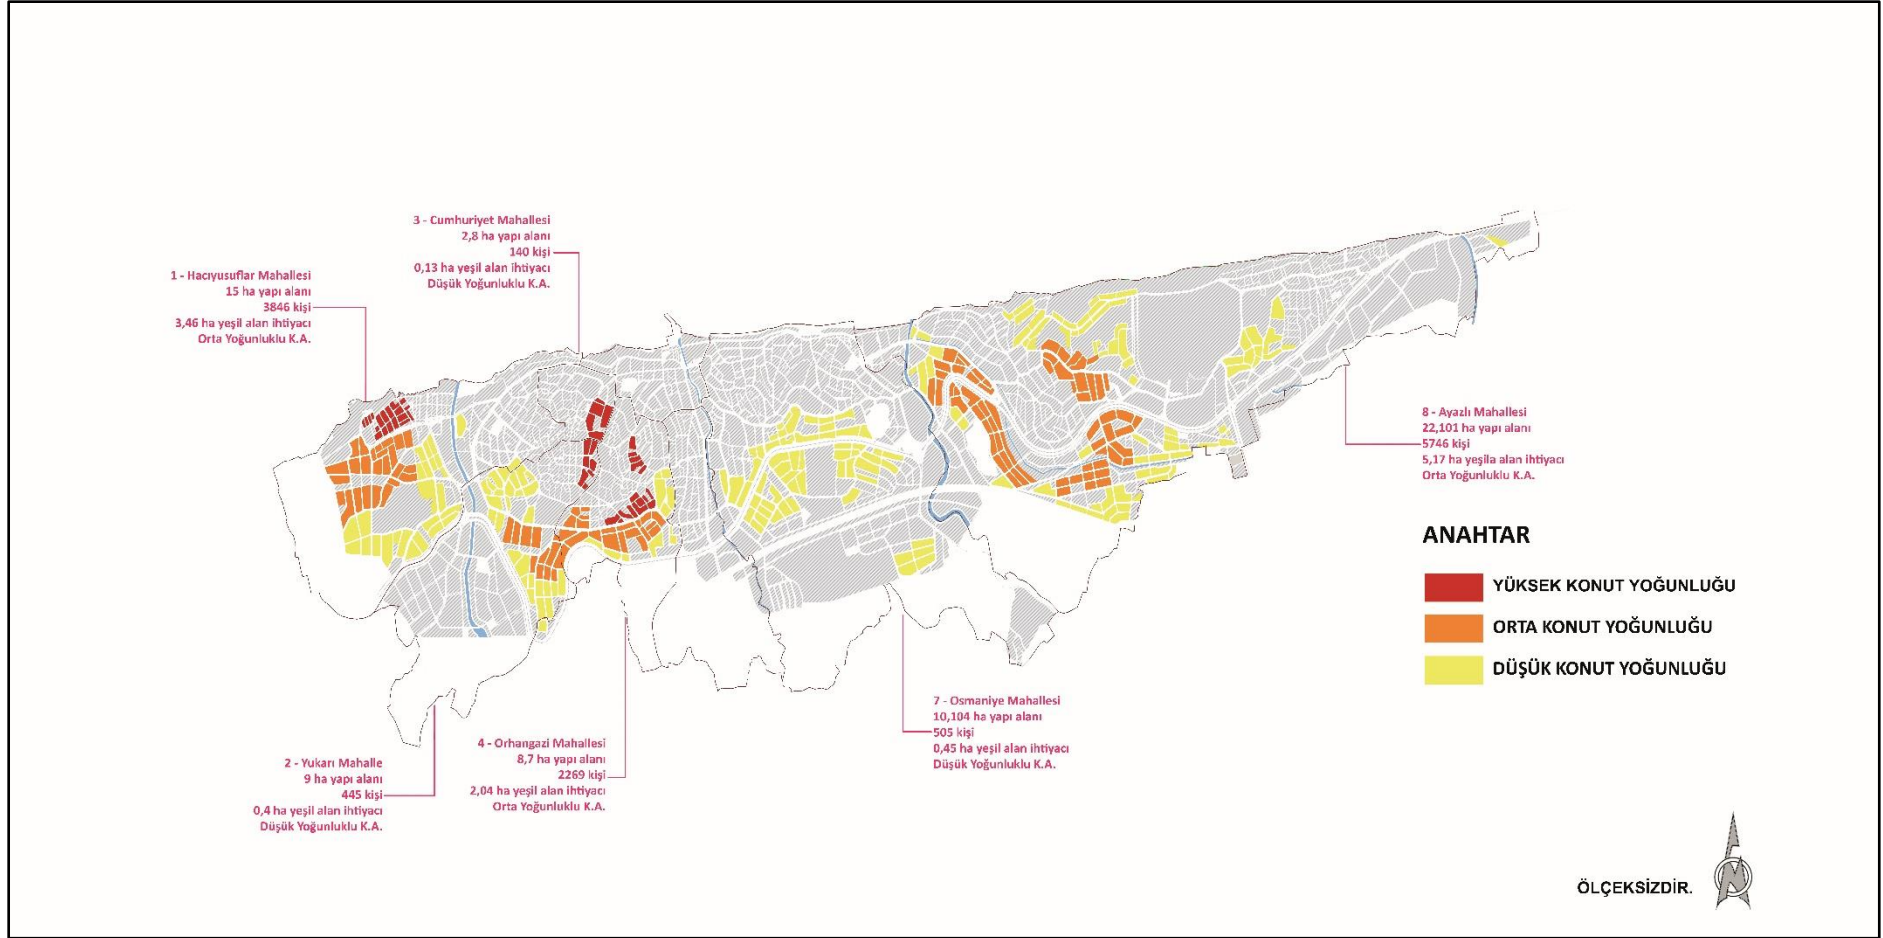 3 - Cumhuriyet Mahallesi
2,8 ha yapı alanı
140 kişi
0,13 ha yeşil alan ihtiyacı
Düşük Yoğunluklu K.A.
1 - Hacıyusuflar Mahallesi
15 ha yapı alanı
3846 kişi
3,46 ha yeşil alan ihtiyacı
Orta Yoğunluklu K.A.
8 - Ayazlı Mahallesi
22,101 ha yapı alanı
5746 kişi
5,17 ha yeşila alan ihtiyacı
Orta Yoğunluklu K.A.
ANAHTAR
YÜKSEK KONUT YOĞUNLUĞU
ORTA KONUT YOĞUNLUĞU
DÜŞÜK KONUT YOĞUNLUĞU
7 - Osmaniye Mahallesi
10,104 ha yapı alanı
505 kişi
0,45 ha yeşil alan ihtiyacı
Düşük Yoğunluklu K.A.
4 - Orhangazi Mahallesi
8,7 ha yapı alanı
2269 kişi
2,04 ha yeşil alan ihtiyacı
Orta Yoğunluklu K.A.
2 - Yukarı Mahalle
9 ha yapı alanı
445 kişi
0,4 ha yeşil alan ihtiyacı
Düşük Yoğunluklu K.A.
ÖLÇEKSİZDİR.